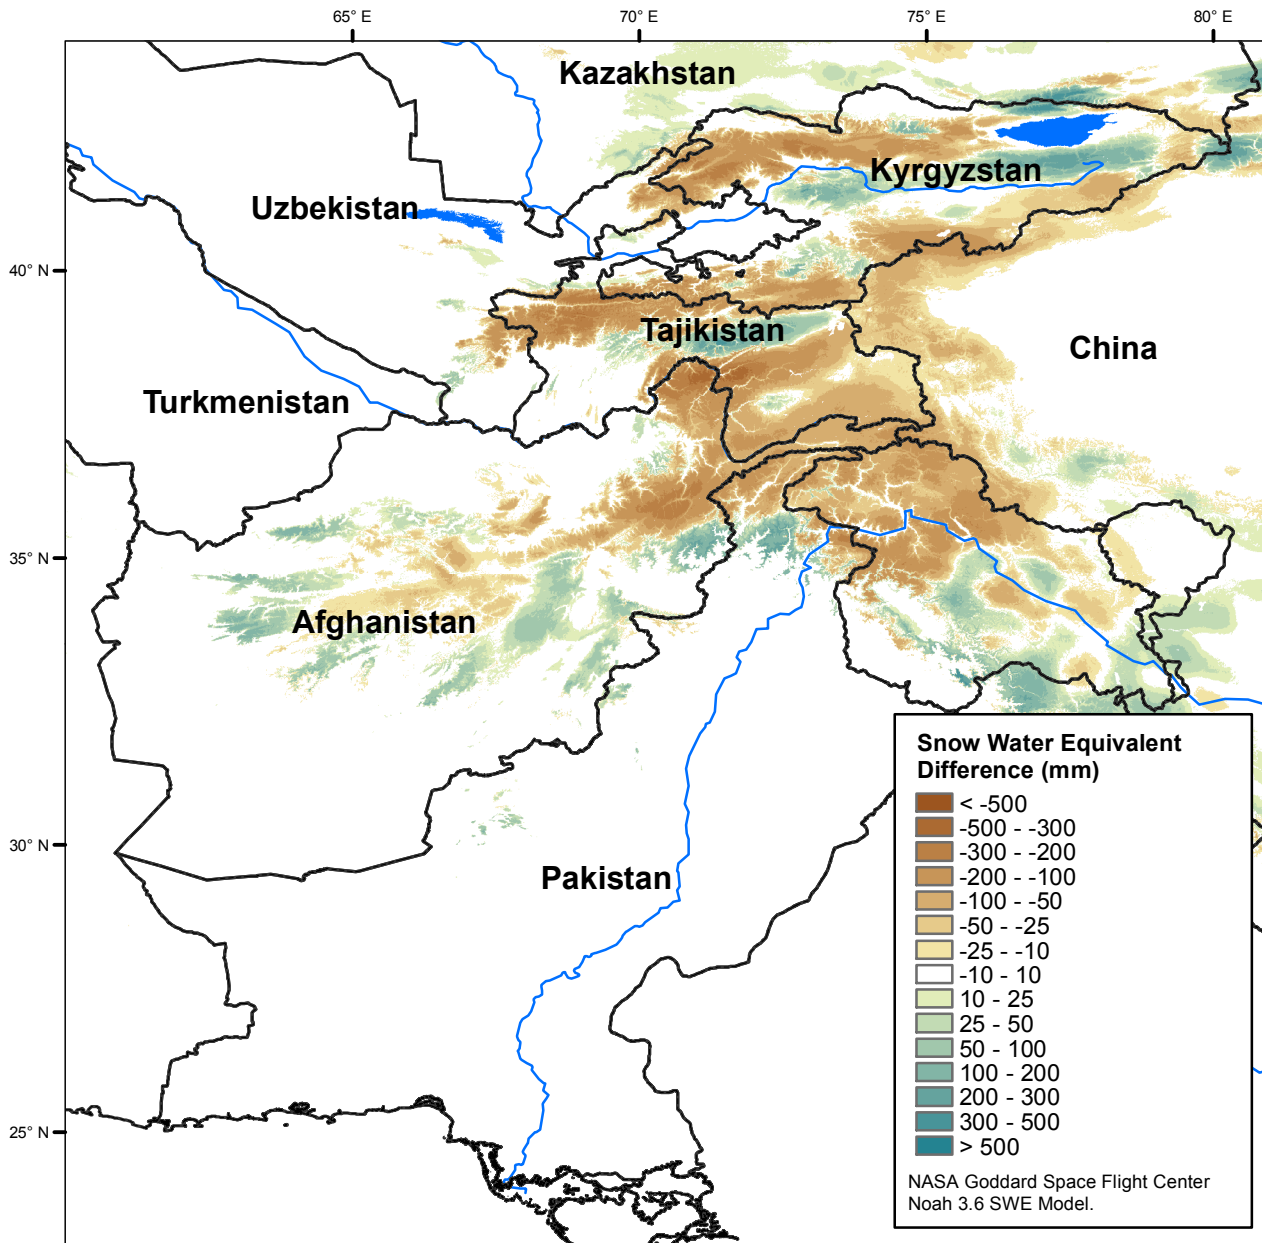 65° E
70° E
75° E
80° E
Kazakhstan
Kyrgyzstan
Uzbekistan
40° N
Tajikistan
China
Turkmenistan
35° N
Afghanistan
Snow Water Equivalent
Difference (mm)
< -500
-500 - -300
-300 - -200
-200 - -100
-100 - -50
-50 - -25
-25 - -10
-10 - 10
10 - 25
25 - 50
50 - 100
100 - 200
200 - 300
300 - 500
> 500
NASA Goddard Space Flight Center
Noah 3.6 SWE Model.
30° N
Pakistan
25° N